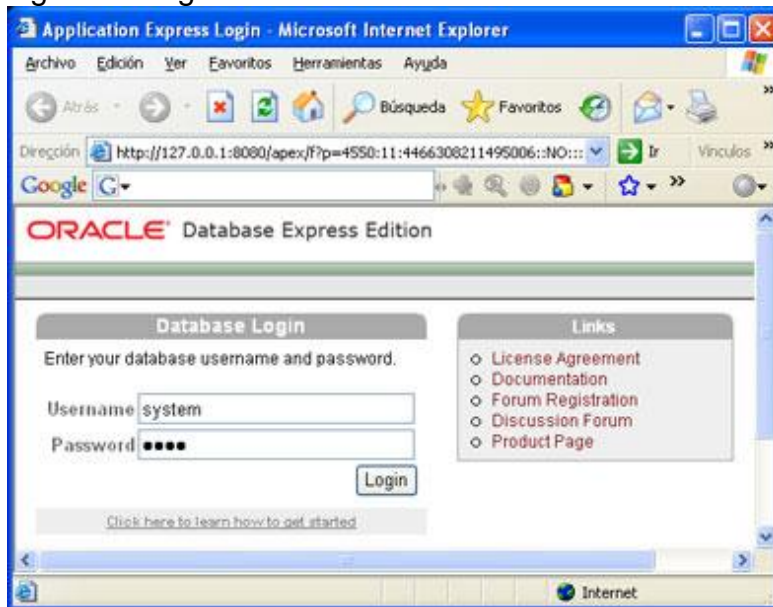 Application Express Login - Microsoft Internet Explorer
Archivo Edición Ver Favoritos Herramientas Ayuda
Atrás Búsqueda Favoritos
Dirección http://127.0.0.1:8080/apex/f?p=4550:11:4466308211495006::NO::: Ir Vínculos
Google G
ORACLE Database Express Edition
Database Login
Enter your database username and password.
Username system
Password ●●●●
Login
Click here to learn how to get started
Links
License Agreement
Documentation
Forum Registration
Discussion Forum
Product Page
Internet